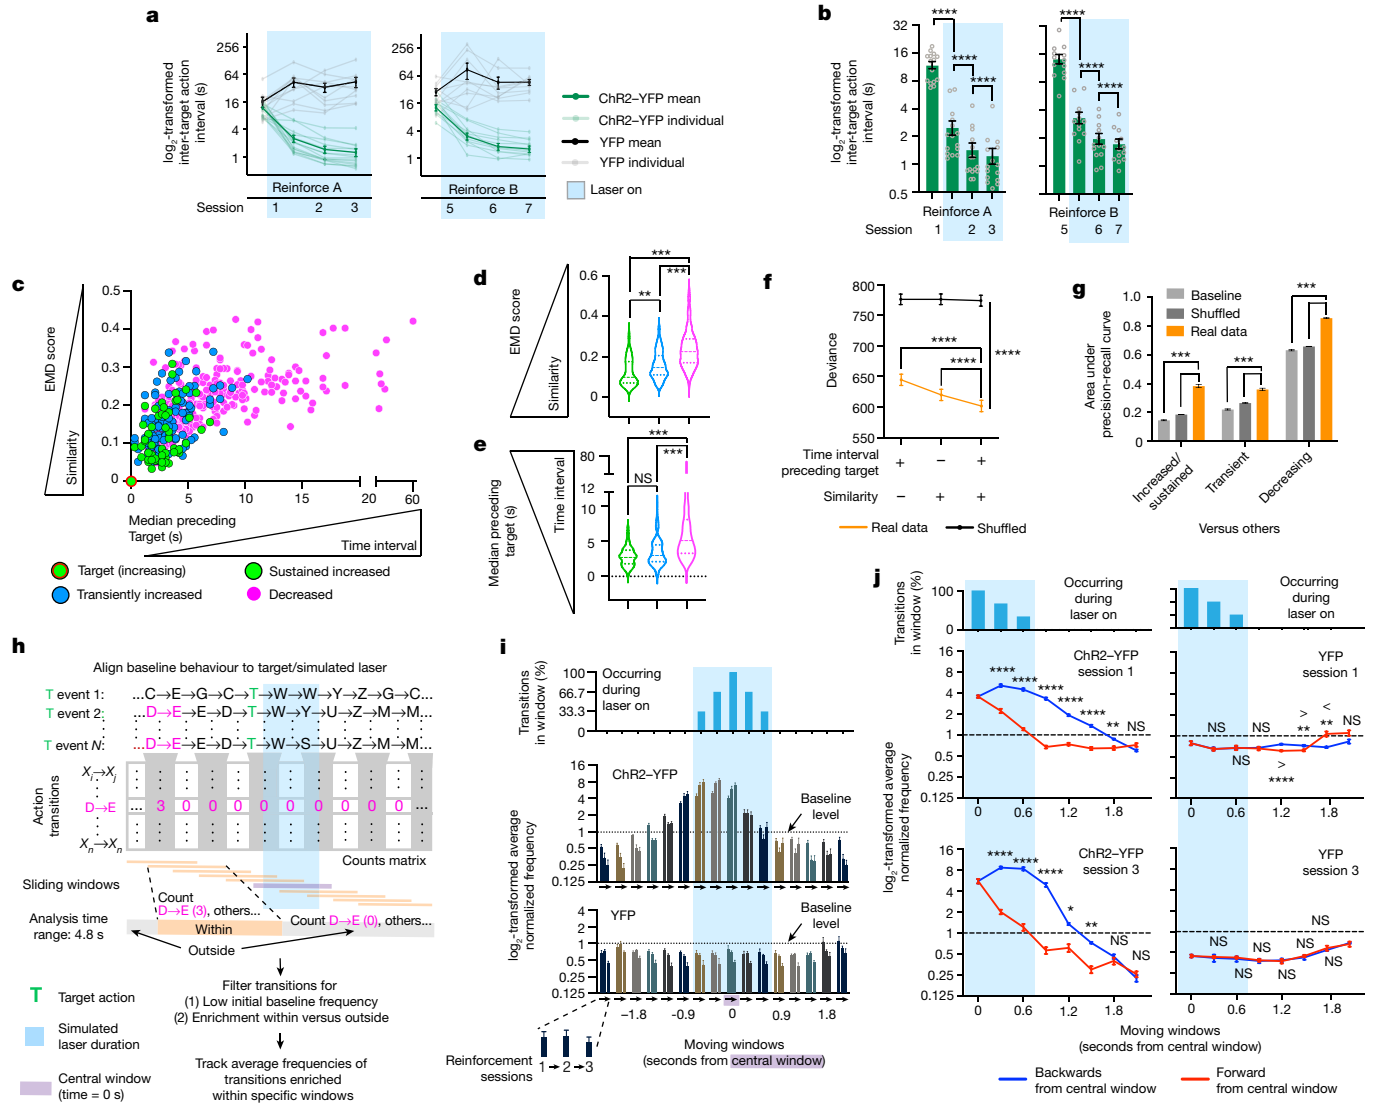 a
log2-transformed
inter-target action
interval (s)
256
64
16
4
1
Reinforce A
Session
1
2
3
256
64
16
4
1
Reinforce B
5
6
7
ChR2–YFP mean
ChR2–YFP individual
YFP mean
YFP individual
Laser on
b
log2-transformed
inter-target action
interval (s)
32
16
8
4
2
1
0.5
****
****
****
****
****
****
Reinforce A
Reinforce B
Session
1
2
3
5
6
7
c
EMD score
Similarity
0.5
0.4
0.3
0.2
0.1
0
0
5
10
15
20
60
Median preceding
Target (s)
Time interval
Target (increasing)
Sustained increased
Transiently increased
Decreased
d
EMD score
Similarity
0.6
0.4
0.2
0
***
***
**
e
Median preceding
target (s)
Time interval
80
12
10
5
0
***
***
NS
f
Deviance
800
750
700
650
600
550
****
****
****
Time interval
preceding target
+ − +
Similarity
− + +
Real data
Shuffled
g
Area under
precision-recall curve
1.0
0.8
0.6
0.4
0.2
0
Baseline
Shuffled
Real data
***
***
***
Increased/
sustained
Transient
Decreasing
Versus others
h
Align baseline behaviour to target/simulated laser
T event 1: ...C→E→G→C→T→W→W→Y→Z→G→C...
T event 2: ...D→E→E→D→T→W→Y→U→Z→M→M...
T event N: ...D→E→E→D→T→W→S→U→Z→M→M...
Action
transitions
Xi→Xj
D→E ... 3 0 0 0 0 0 0 0 0 0 ...
Xn→Xn
Counts matrix
Sliding windows
Count
D→E (3), others...
Count D→E (0), others...
Analysis time
range: 4.8 s
Within
Outside
Filter transitions for
(1) Low initial baseline frequency
(2) Enrichment within versus outside
Track average frequencies of
transitions enriched
within specific windows
T Target action
Simulated
laser duration
Central window
(time = 0 s)
i
Transitions
in window (%)
100
66.7
33.3
0
Occurring
during
laser on
log2-transformed average
normalized frequency
16
8
4
2
1
0.5
0.25
0.125
ChR2–YFP
Baseline
level
4
2
1
0.5
0.25
0.125
YFP
Baseline
level
−1.8
−0.9
0
0.9
1.8
Moving windows
(seconds from central window)
Reinforcement
sessions
1 → 2 → 3
j
Transitions
in window (%)
100
0
Occurring
during
laser on
Occurring
during
laser on
log2-transformed average
normalized frequency
16
8
4
2
1
0.5
0.25
0.125
ChR2–YFP
session 1
****
****
****
****
****
**
NS
0
0.6
1.2
1.8
YFP
session 1
NS
NS
NS
>
****
>
**
<
**
NS
0
0.6
1.2
1.8
16
8
4
2
1
0.5
0.25
0.125
ChR2–YFP
session 3
****
****
****
*
**
NS
NS
0
0.6
1.2
1.8
YFP
session 3
NS
NS
NS
NS
NS
NS
NS
0
0.6
1.2
1.8
Moving windows
(seconds from central window)
Backwards
from central window
Forward
from central window